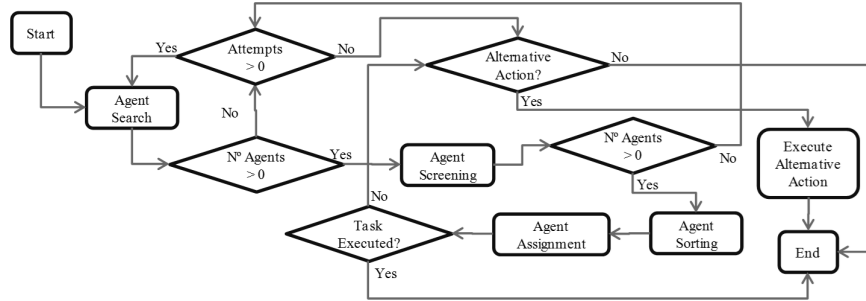 Start
Yes
Attempts
> 0
No
Alternative
Action?
No
Agent
Search
No
Yes
Nº Agents
> 0
Yes
Agent
Screening
Nº Agents
> 0
No
Execute
Alternative
Action
No
Yes
Task
Executed?
Agent
Assignment
Agent
Sorting
End
Yes